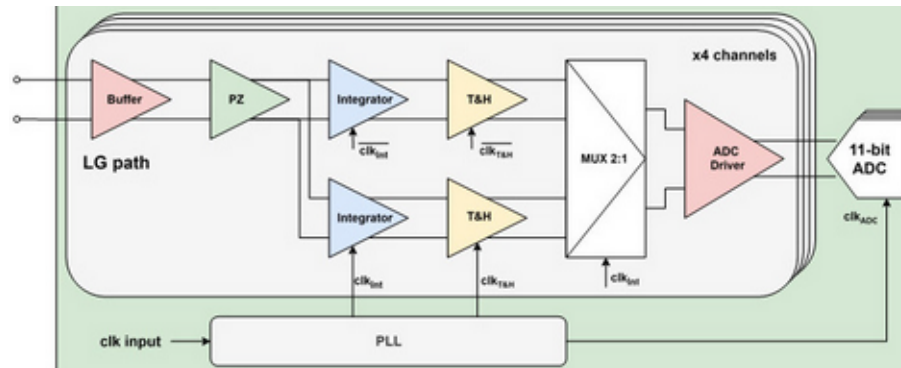 x4 channels
Buffer
PZ
Integrator
T&H
clkInt
clkT&H
LG path
MUX 2:1
ADC
Driver
11-bit
ADC
clkADC
Integrator
T&H
clkInt
clkT&H
clkInt
clk input
PLL